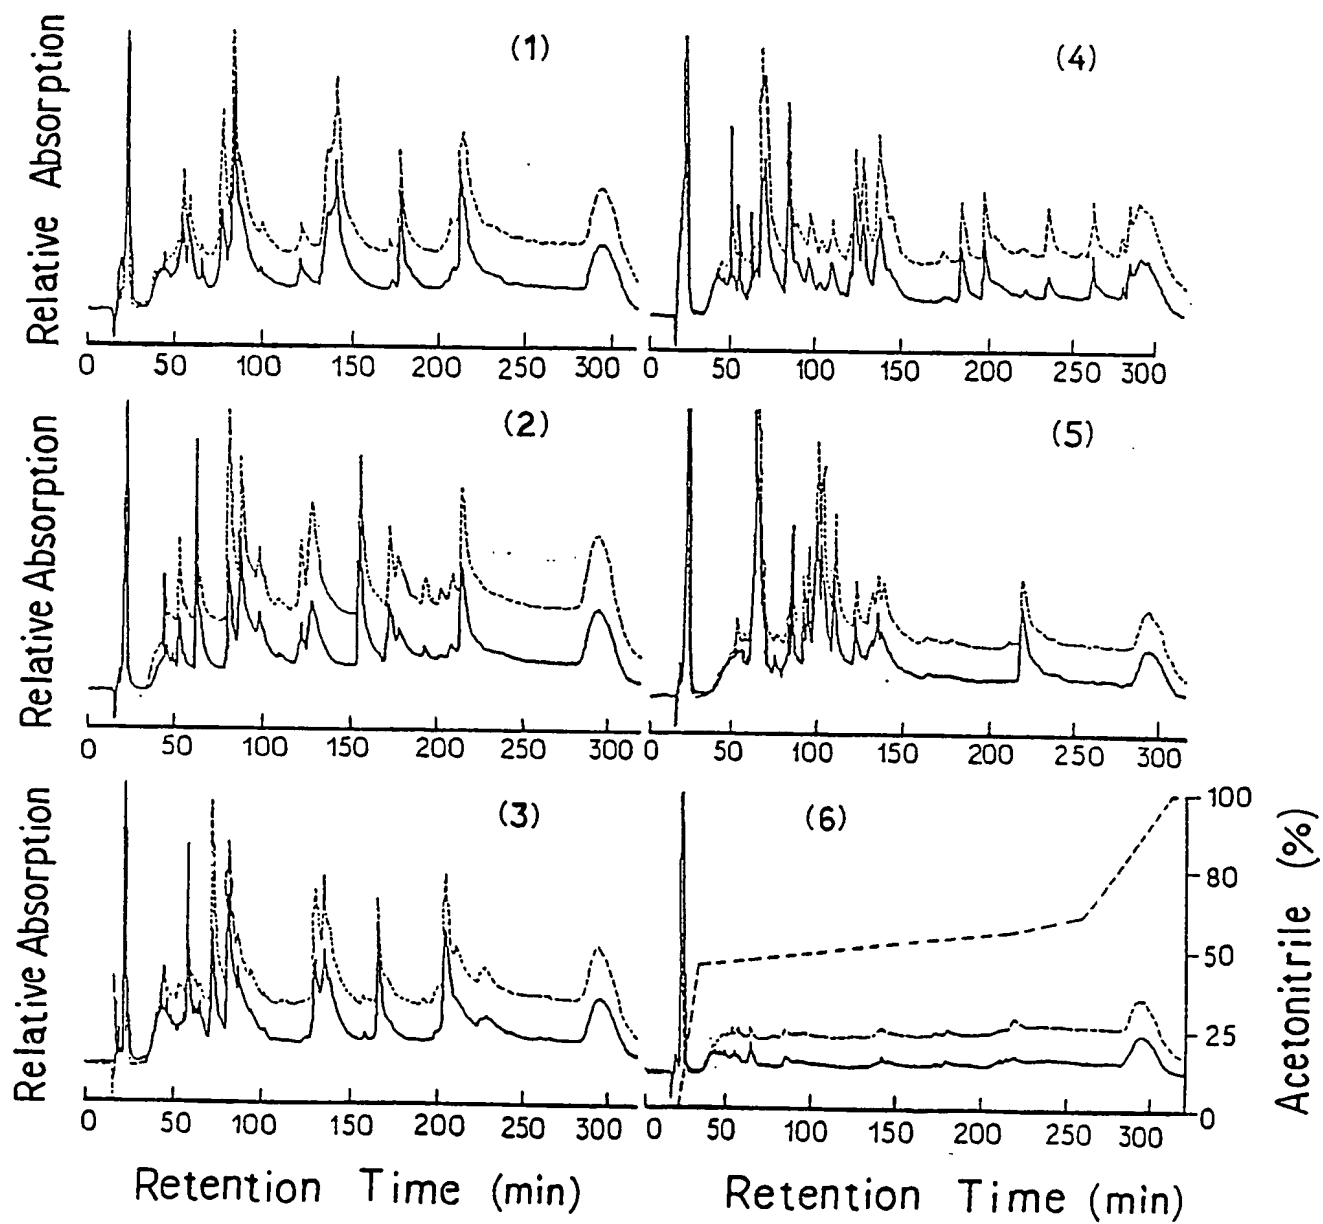 (1)
Relative Absorption
0 50 100 150 200 250 300
(4)
0 50 100 150 200 250 300
(2)
Relative Absorption
0 50 100 150 200 250 300
(5)
0 50 100 150 200 250 300
(3)
Relative Absorption
0 50 100 150 200 250 300
Retention Time (min)
(6)
100
80
50
25
0
Acetonitrile (%)
0 50 100 150 200 250 300
Retention Time (min)